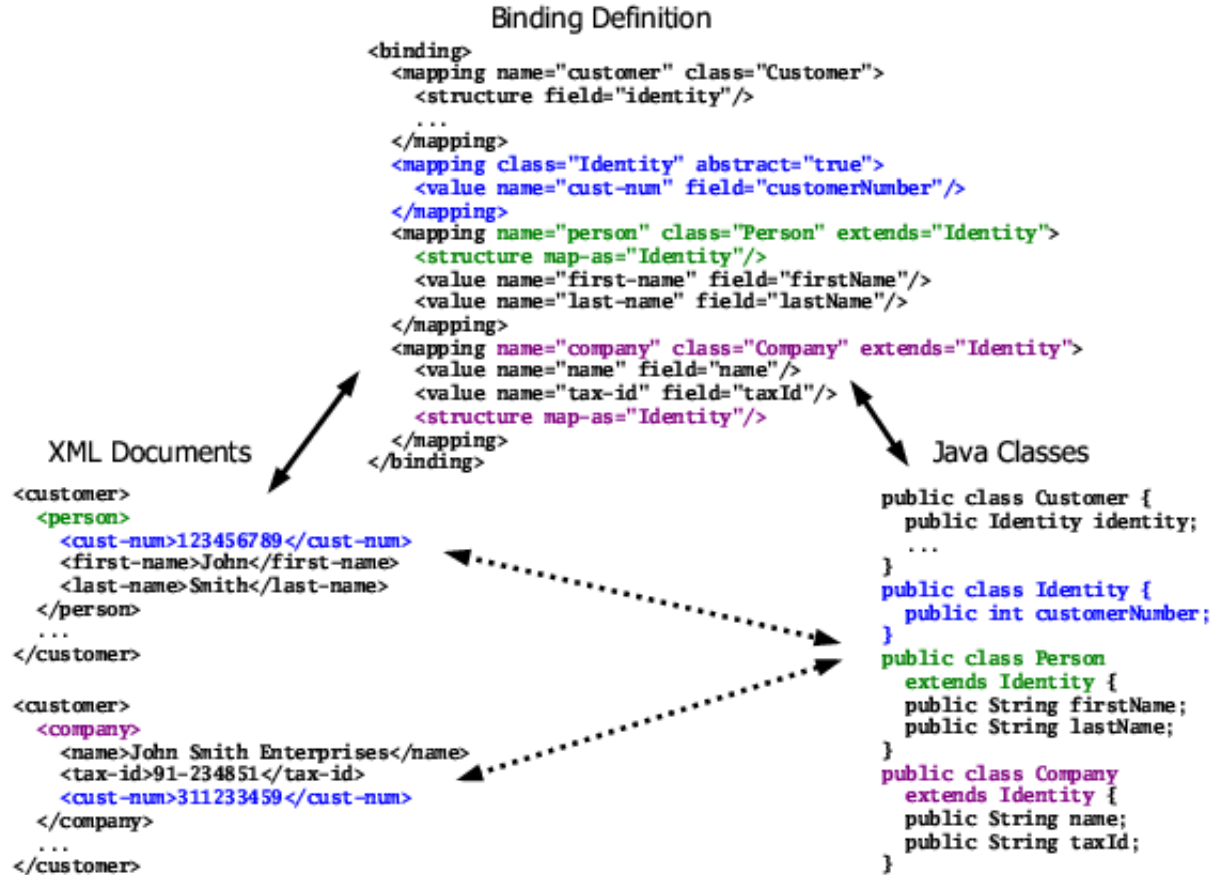 Binding Definition
<binding>
  <mapping name="customer" class="Customer">
    <structure field="identity"/>
    ...
  </mapping>
  <mapping class="Identity" abstract="true">
    <value name="cust-num" field="customerNumber"/>
  </mapping>
  <mapping name="person" class="Person" extends="Identity">
    <structure map-as="Identity"/>
    <value name="first-name" field="firstName"/>
    <value name="last-name" field="lastName"/>
  </mapping>
  <mapping name="company" class="Company" extends="Identity">
    <value name="name" field="name"/>
    <value name="tax-id" field="taxId"/>
    <structure map-as="Identity"/>
  </mapping>
</binding>
XML Documents
<customer>
  <person>
    <cust-num>123456789</cust-num>
    <first-name>John</first-name>
    <last-name>Smith</last-name>
  </person>
  ...
</customer>
<customer>
  <company>
    <name>John Smith Enterprises</name>
    <tax-id>91-234851</tax-id>
    <cust-num>311233459</cust-num>
  </company>
  ...
</customer>
Java Classes
public class Customer {
  public Identity identity;
  ...
}
public class Identity {
  public int customerNumber;
}
public class Person
  extends Identity {
  public String firstName;
  public String lastName;
}
public class Company
  extends Identity {
  public String name;
  public String taxId;
}